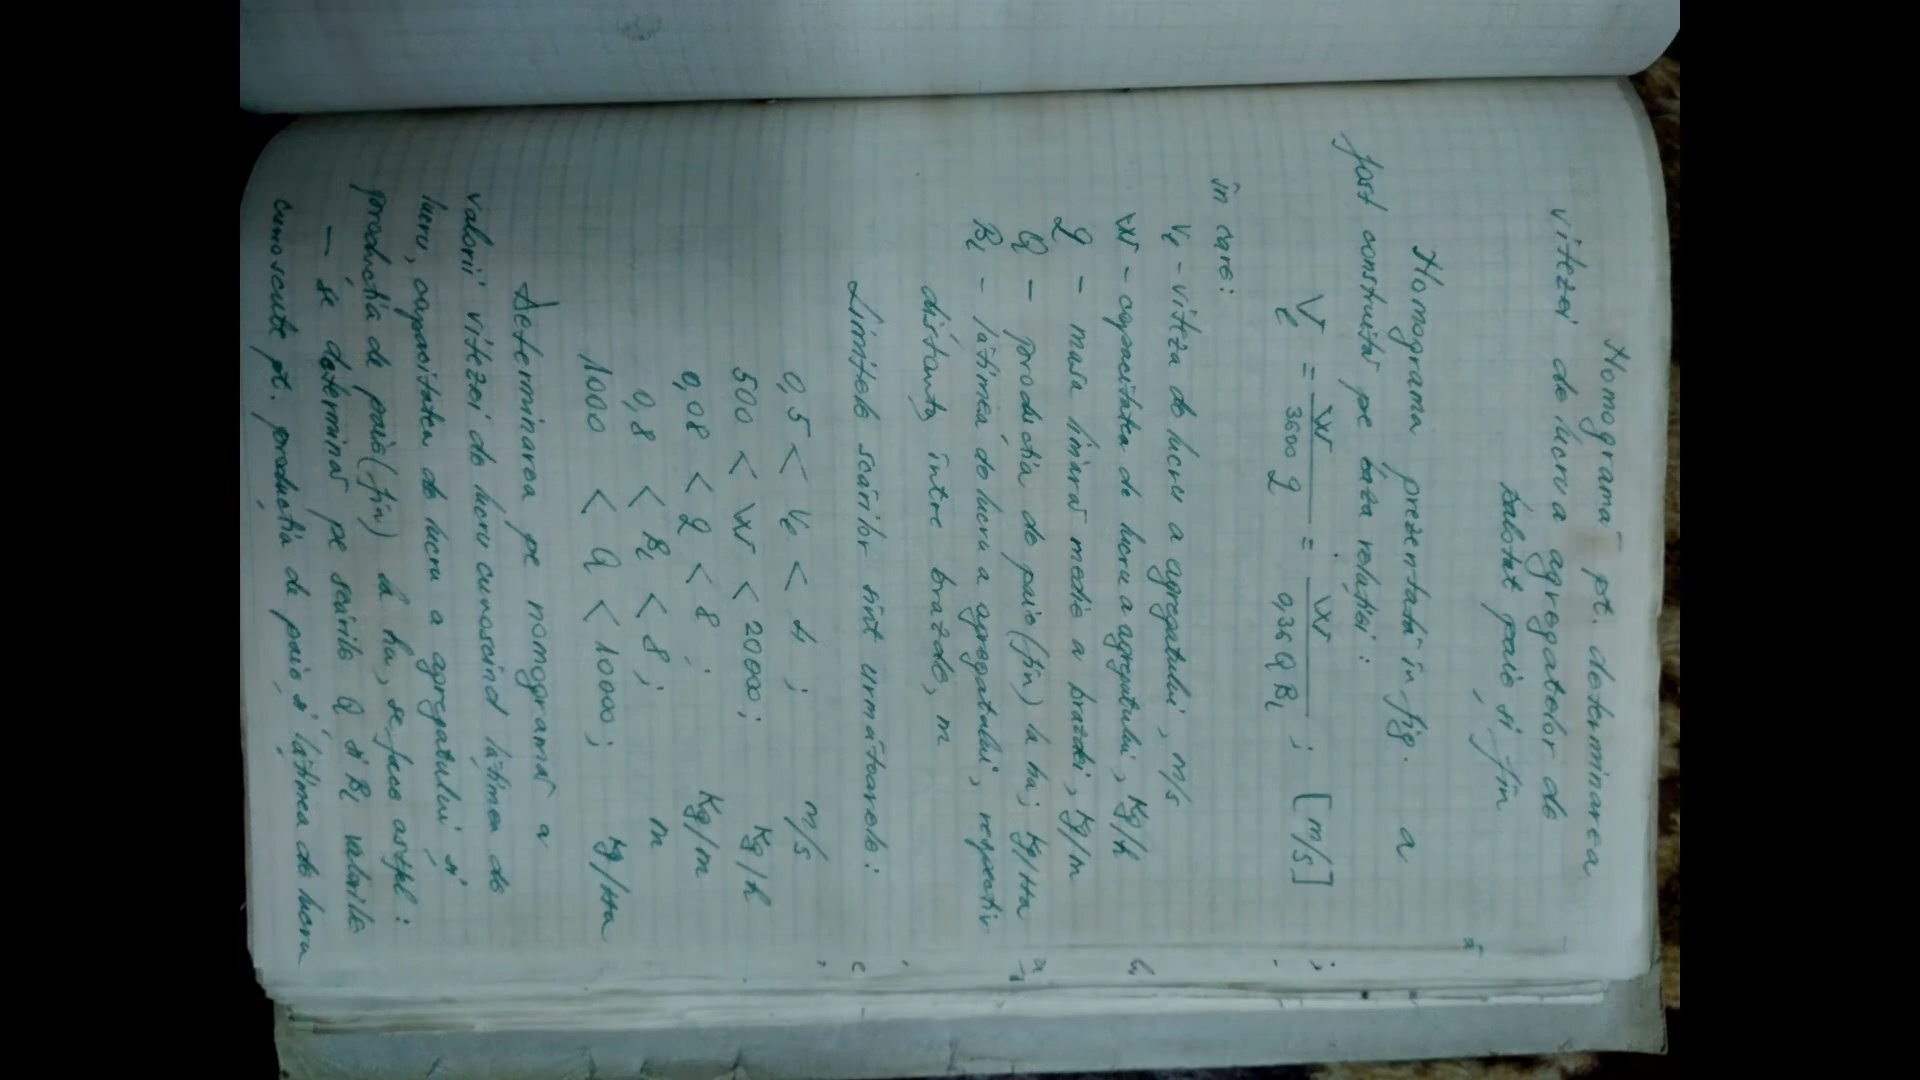 Nomograma pt. determinarea
vitezei de lucru a agregatelor de
balotat paie și fîn
Nomograma prezentată în fig. a
fost construită pe baza relației:
Ve = W / 3600 q = W / 0,36 Q Bl ; [m/s]
în care:
Ve - viteza de lucru a agregatului, m/s
W - capacitatea de lucru a agregatului, Kg/h
q - masa liniară medie a brazdei, Kg/m
Q - producția de paie (fîn) la ha; Kg/Ha
Bl - lățimea de lucru a agregatului, respectiv
distanța între brazde, m
Limitele scărilor sînt următoarele:
0,5 < Ve < 4 ; m/s
500 < W < 20000; Kg/h
0,08 < q < 8 ; Kg/m
0,8 < Bl < 8 ; m
1000 < Q < 10000 ; Kg/Ha
Determinarea pe nomogramă a
valorii vitezei de lucru cunoscînd lățimea de
lucru, capacitatea de lucru a agregatului și
producția de paie (fîn) la ha, se face astfel:
- se determină pe scările Q și Bl valorile
cunoscute pt. producția de paie și lățimea de lucru